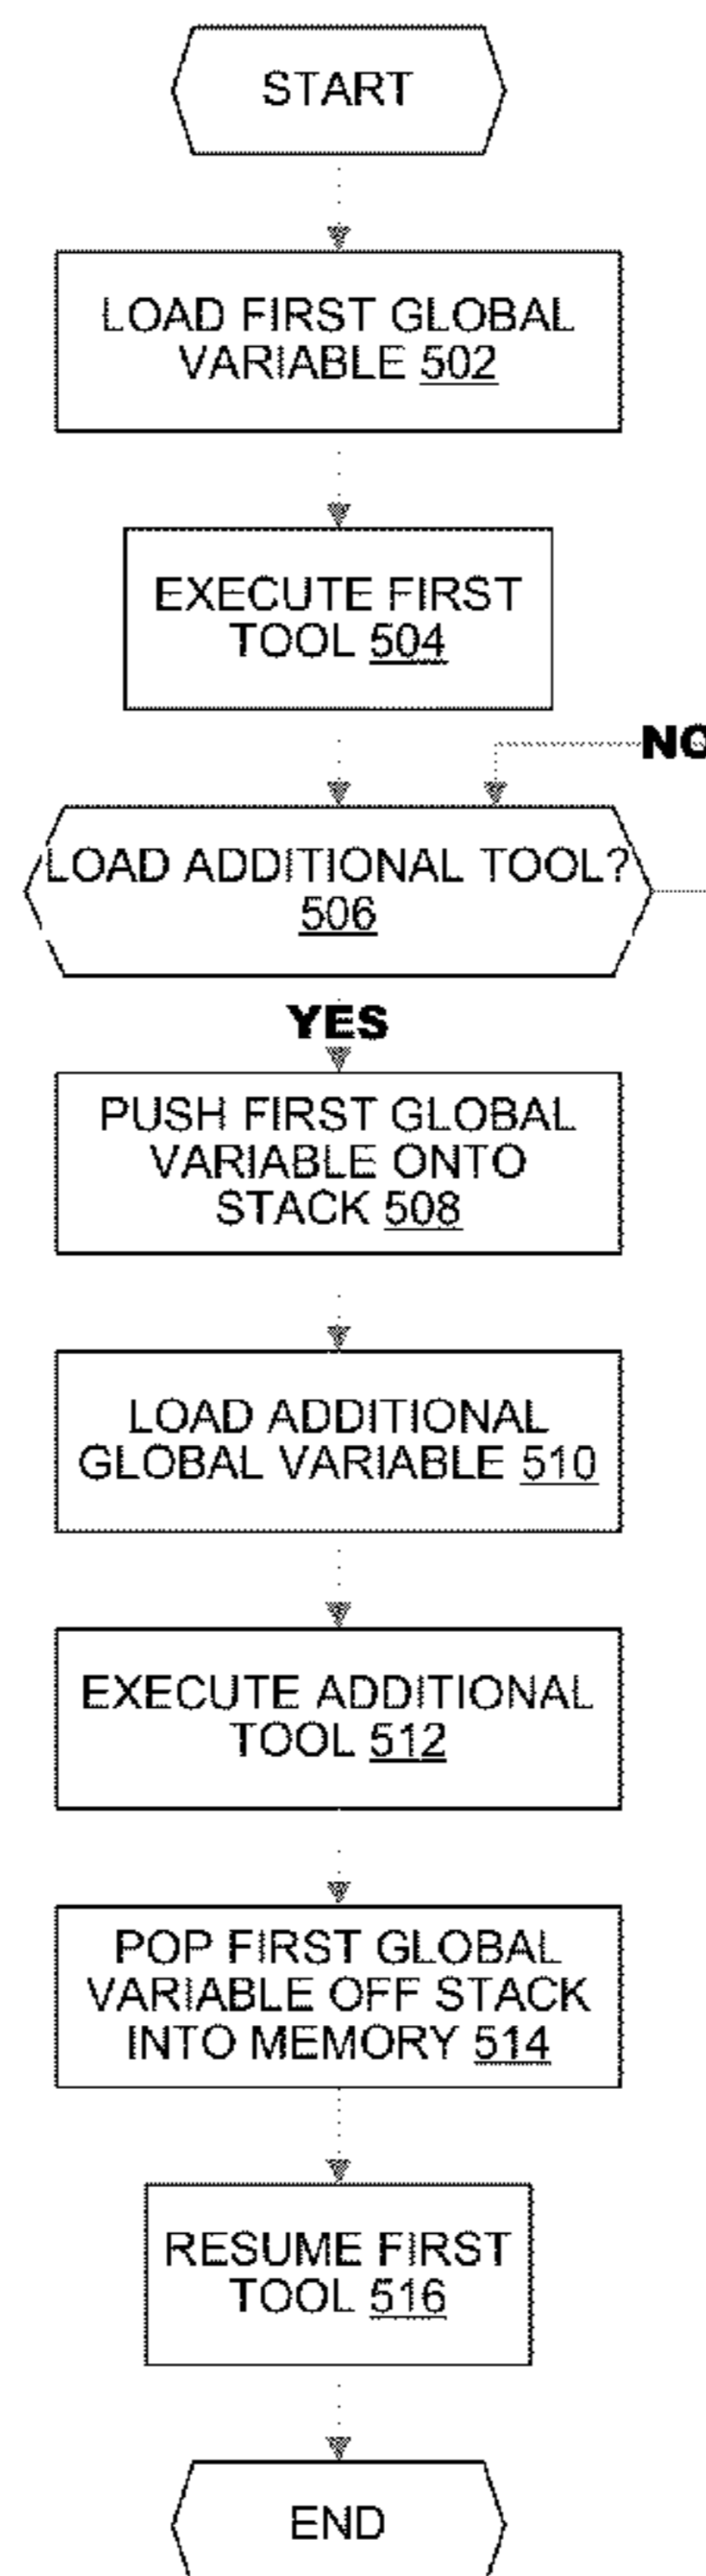 START
LOAD FIRST GLOBAL
VARIABLE 502
EXECUTE FIRST
TOOL 504
NO
LOAD ADDITIONAL TOOL?
506
YES
PUSH FIRST GLOBAL
VARIABLE ONTO
STACK 508
LOAD ADDITIONAL
GLOBAL VARIABLE 510
EXECUTE ADDITIONAL
TOOL 512
POP FIRST GLOBAL
VARIABLE OFF STACK
INTO MEMORY 514
RESUME FIRST
TOOL 516
END